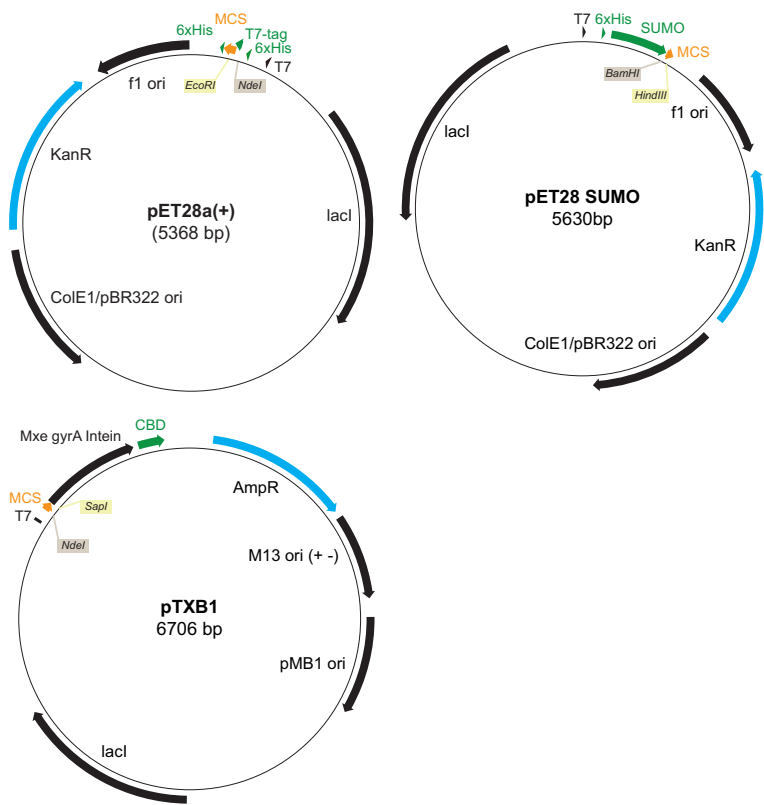 MCS
6xHis
T7-tag
6xHis
T7
f1 ori
EcoRI
NdeI
KanR
pET28a(+)
(5368 bp)
lacI
ColE1/pBR322 ori
T7
6xHis
SUMO
MCS
BamHI
HindIII
f1 ori
lacI
pET28 SUMO
5630bp
KanR
ColE1/pBR322 ori
CBD
Mxe gyrA Intein
MCS
SapI
T7
NdeI
AmpR
M13 ori (+ -)
pTXB1
6706 bp
pMB1 ori
lacI